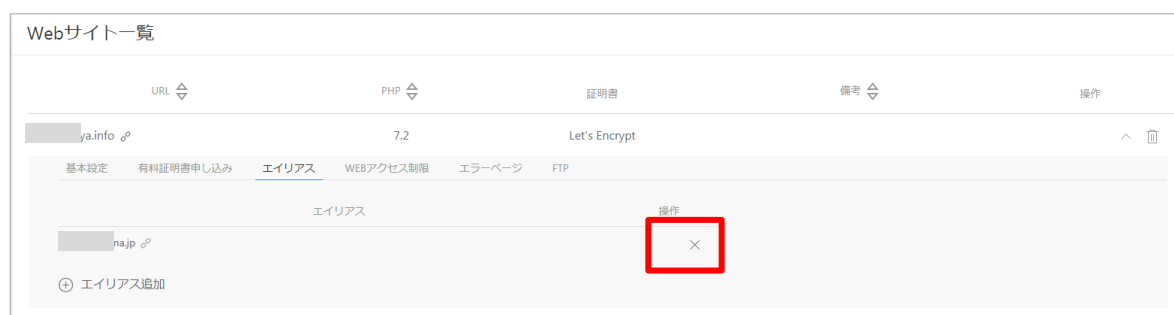 Webサイト一覧
URL PHP 証明書 備考 操作
ya.info 7.2 Let's Encrypt
基本設定 有料証明書申し込み エイリアス WEBアクセス制限 エラーページ FTP
エイリアス 操作
na.jp
エイリアス追加